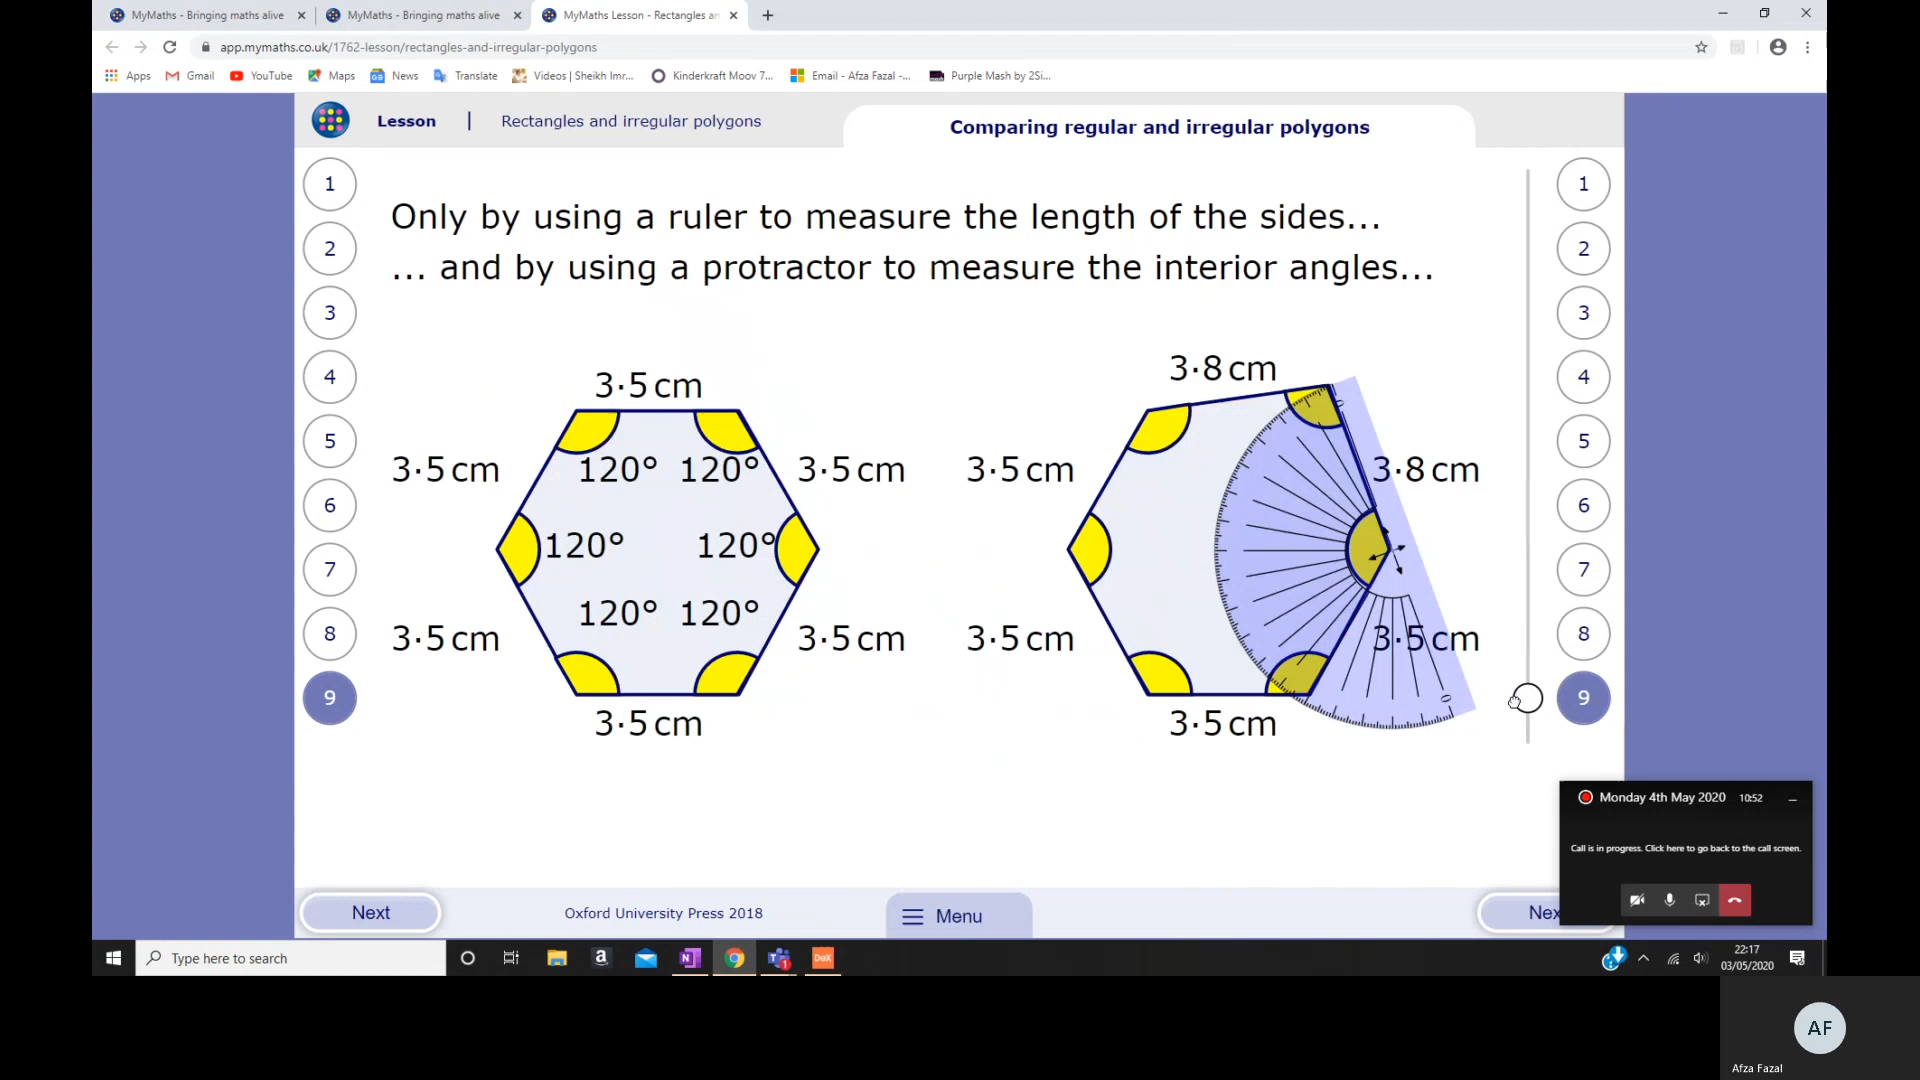 MyMaths - Bringing maths alive
MyMaths - Bringing maths alive
MyMaths Lesson - Rectangles an
app.mymaths.co.uk/1762-lesson/rectangles-and-irregular-polygons
Apps Gmail YouTube Maps News Translate Videos | Sheikh Imr... Kinderkraft Moov 7... Email - Afza Fazal -... Purple Mash by 2Si...
Lesson | Rectangles and irregular polygons
Comparing regular and irregular polygons
1
2
3
4
5
6
7
8
9
Only by using a ruler to measure the length of the sides...
... and by using a protractor to measure the interior angles...
3·5 cm
3·5 cm 120° 120° 3·5 cm
120° 120°
120° 120°
3·5 cm 3·5 cm
3·5 cm
3·8 cm
0
3·5 cm 3·8 cm
3·5 cm 3·5 cm
0
3·5 cm
1
2
3
4
5
6
7
8
9
Monday 4th May 2020 10:52
Call is in progress. Click here to go back to the call screen.
Next
Oxford University Press 2018
Menu
Nex
Type here to search
a
N
1
DeX
22:17
03/05/2020
AF
Afza Fazal